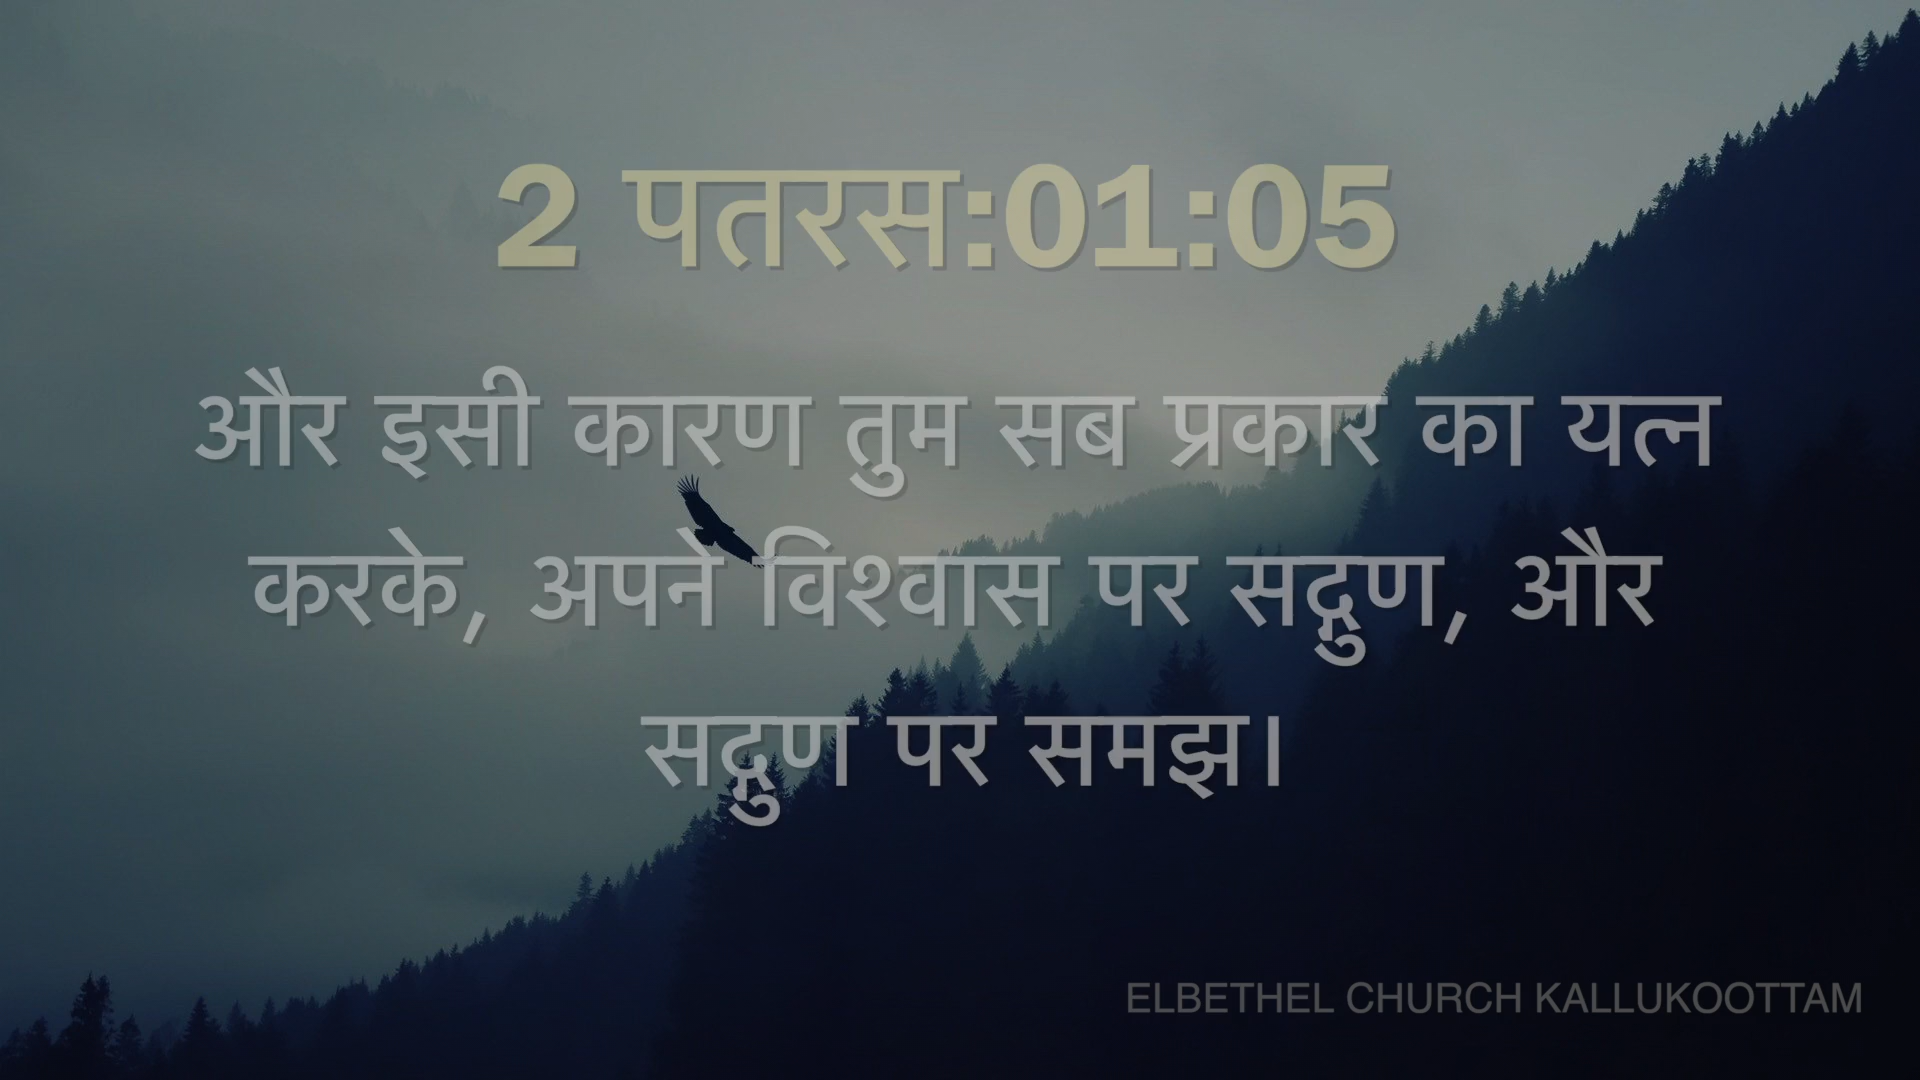 2 पतरस:01:05
और इसी कारण तुम सब प्रकार का यत्न
करके, अपने विश्वास पर सद्गुण, और
सद्गुण पर समझ।
ELBETHEL CHURCH KALLUKOOTTAM